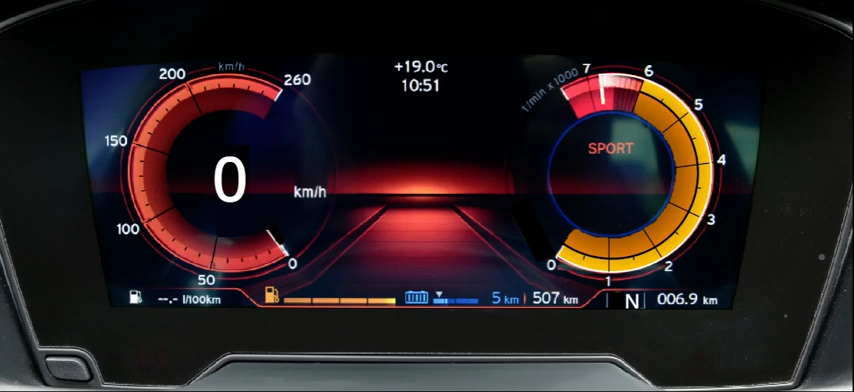 +19.0°C
10:51
km/h
200
260
150
100
50
0
0
km/h
1/min x 1000
7
6
5
4
3
2
1
0
SPORT
--.- l/100km
5 km
507 km
N
006.9 km